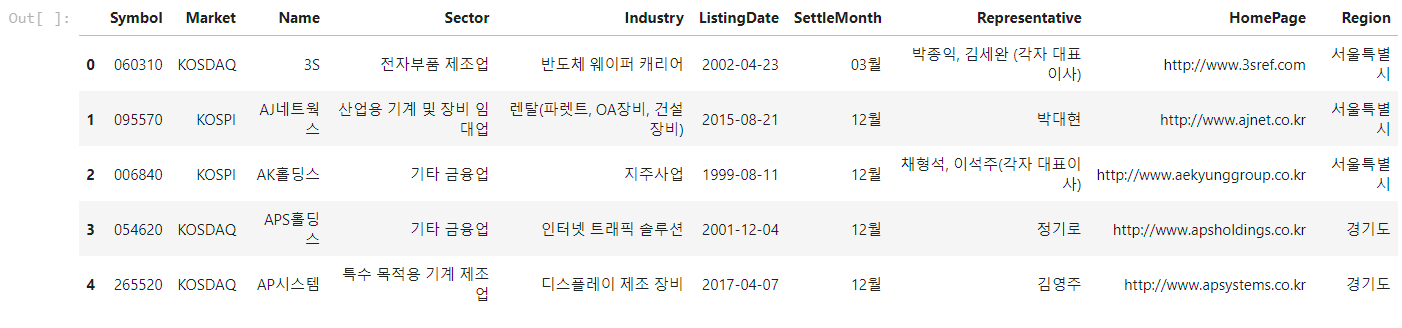 Out[ ]:
Symbol Market Name Sector Industry ListingDate SettleMonth Representative HomePage Region
0 060310 KOSDAQ 3S 전자부품 제조업 반도체 웨이퍼 캐리어 2002-04-23 03월 박종익, 김세완 (각자 대표이사) http://www.3sref.com 서울특별시
1 095570 KOSPI AJ네트웍스 산업용 기계 및 장비 임대업 렌탈(파렛트, OA장비, 건설장비) 2015-08-21 12월 박대현 http://www.ajnet.co.kr 서울특별시
2 006840 KOSPI AK홀딩스 기타 금융업 지주사업 1999-08-11 12월 채형석, 이석주(각자 대표이사) http://www.aekyunggroup.co.kr 서울특별시
3 054620 KOSDAQ APS홀딩스 기타 금융업 인터넷 트래픽 솔루션 2001-12-04 12월 정기로 http://www.apsholdings.co.kr 경기도
4 265520 KOSDAQ AP시스템 특수 목적용 기계 제조업 디스플레이 제조 장비 2017-04-07 12월 김영주 http://www.apsystems.co.kr 경기도